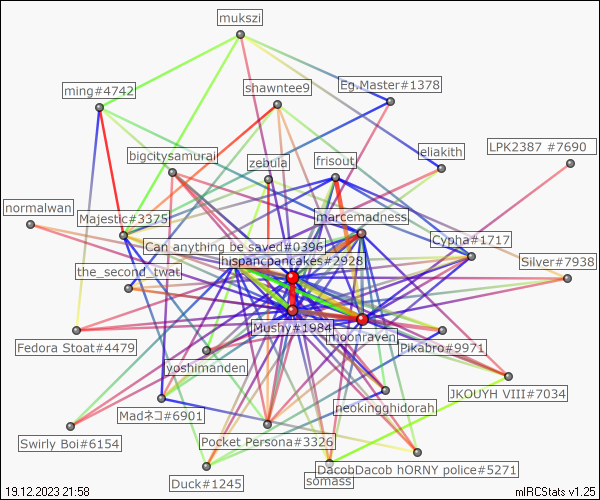 mukszi
ming#4742
shawntee9
Eg.Master#1378
bigcitysamurai
zebula
frisout
eliakith
LPK2387 #7690
normalwan
Majestic#3375
marcemadness
Can anything be saved#0396
Cypha#1717
the_second_twat
hispancpancakes#2928
Silver#7938
Fedora Stoat#4479
Mushy#1984
moonraven
Pikabro#9971
yoshimanden
JKOUYH VIII#7034
Madネコ#6901
neokingghidorah
Swirly Boi#6154
Pocket Persona#3326
Duck#1245
somass
DacobDacob hORNY police#5271
19.12.2023 21:58
mIRCStats v1.25